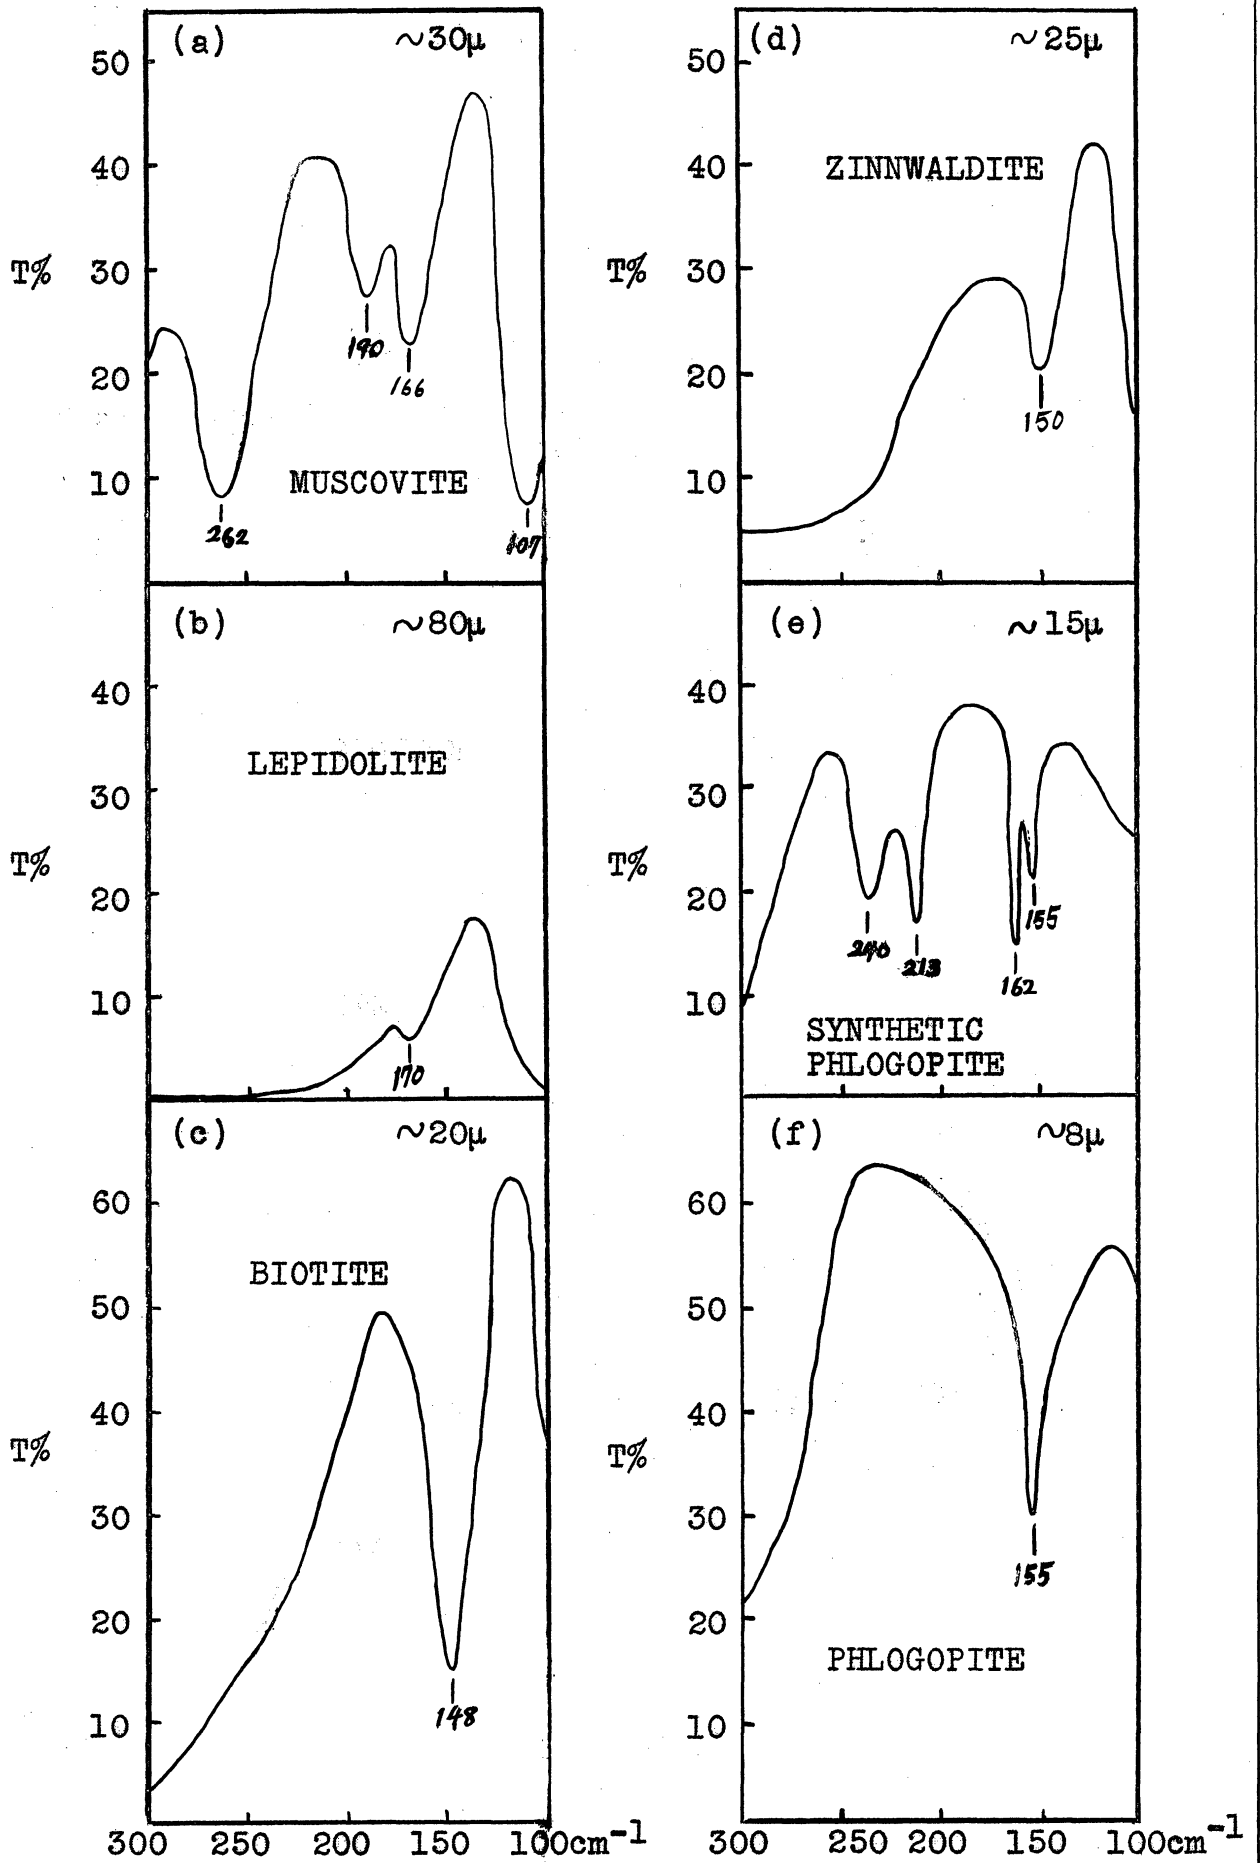 (a) ~30μ
50
40
T% 30
20
10
190
166
MUSCOVITE
262
107
(b) ~80μ
40
LEPIDOLITE
30
T%
20
10
170
(c) ~20μ
60
BIOTITE
50
40
T%
30
20
10
148
300 250 200 150 100cm-1
(d) ~25μ
50
40
ZINNWALDITE
T% 30
20
150
10
(e) ~15μ
40
30
T%
20
155
240
213
162
10
SYNTHETIC
PHLOGOPITE
(f) ~8μ
60
50
40
T%
30
155
20
PHLOGOPITE
10
300 250 200 150 100cm-1